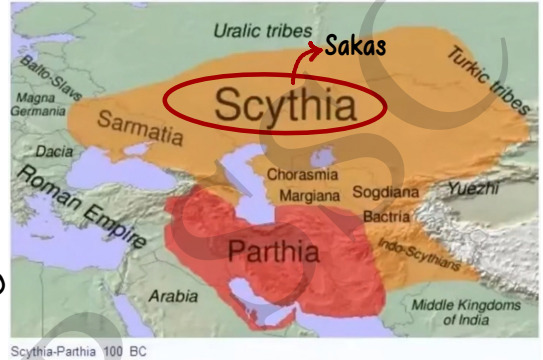 Uralic tribes
Sakas
Turkic tribes
Balto-Slavs
Magna
Germania
Scythia
Sarmatia
Dacia
Roman Empire
Chorasmia
Margiana
Sogdiana
Yuezhi
Bactria
Parthia
Indo-Scythians
Arabia
Middle Kingdoms
of India
Scythia-Parthia 100 BC